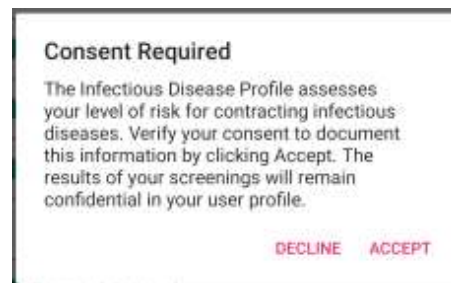 Consent Required
The Infectious Disease Profile assesses
your level of risk for contracting infectious
diseases. Verify your consent to document
this information by clicking Accept. The
results of your screenings will remain
confidential in your user profile.
DECLINE ACCEPT